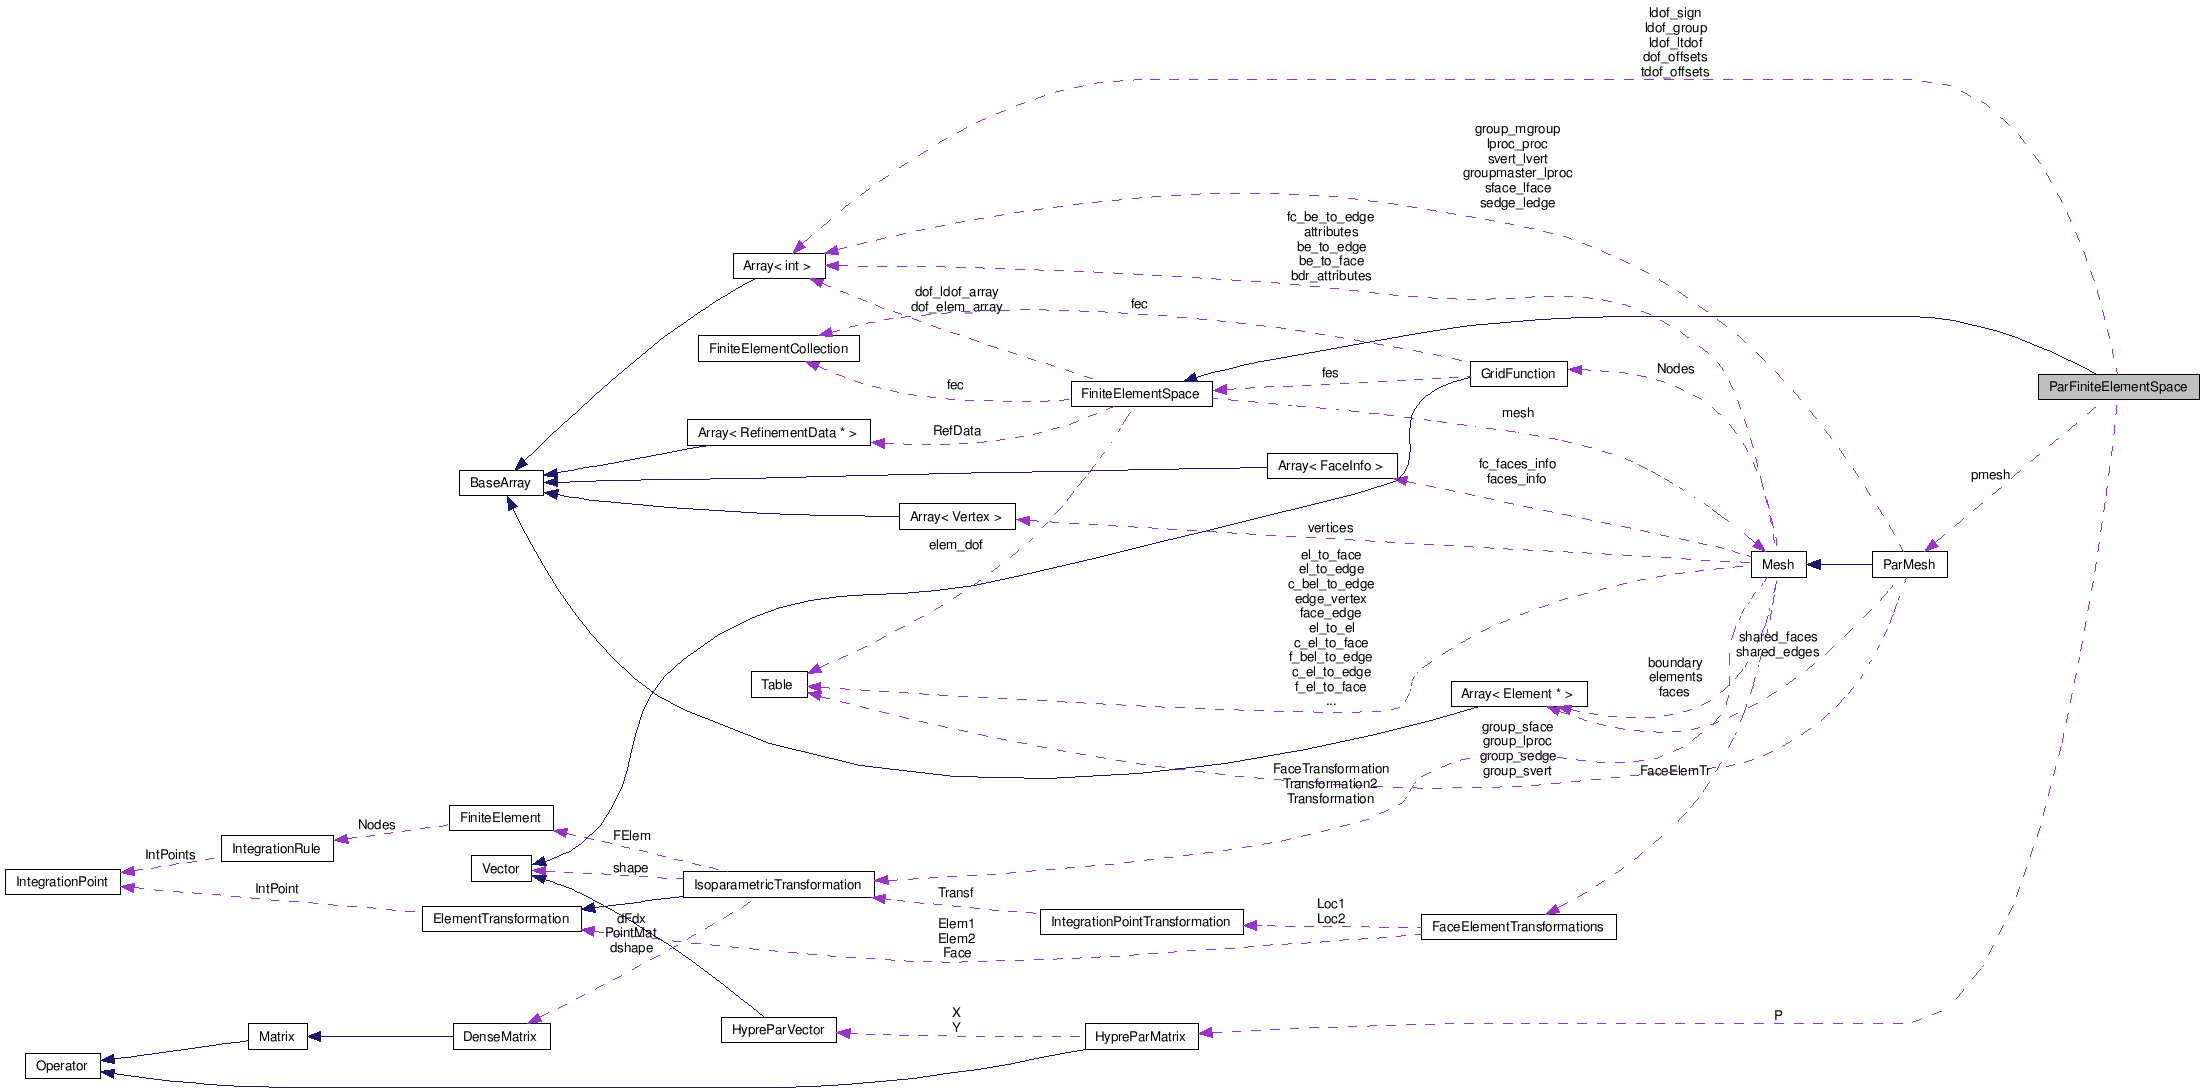 ldof_sign
ldof_group
ldof_ltdof
dof_offsets
tdof_offsets
group_mgroup
lproc_proc
svert_lvert
groupmaster_lproc
sface_lface
sedge_ledge
fc_be_to_edge
attributes
be_to_edge
be_to_face
bdr_attributes
Array< int >
dof_ldof_array
dof_elem_array
fec
FiniteElementCollection
fec
FiniteElementSpace
fes
GridFunction
Nodes
ParFiniteElementSpace
mesh
Array< RefinementData * >
RefData
BaseArray
Array< FaceInfo >
fc_faces_info
faces_info
pmesh
Array< Vertex >
vertices
elem_dof
Mesh
ParMesh
el_to_face
el_to_edge
c_bel_to_edge
edge_vertex
face_edge
el_to_el
c_el_to_face
f_bel_to_edge
c_el_to_edge
f_el_to_face
...
shared_faces
shared_edges
boundary
elements
faces
Table
Array< Element * >
group_sface
group_lproc
group_sedge
group_svert
FaceElemTr
FaceTransformation
Transformation2
Transformation
FiniteElement
Nodes
IntegrationRule
IntPoints
IntegrationPoint
IntPoint
FElem
Vector
shape
IsoparametricTransformation
ElementTransformation
Transf
IntegrationPointTransformation
Loc1
Loc2
FaceElementTransformations
dFdx
PointMat
dshape
Elem1
Elem2
Face
Operator
Matrix
DenseMatrix
HypreParVector
X
Y
HypreParMatrix
P